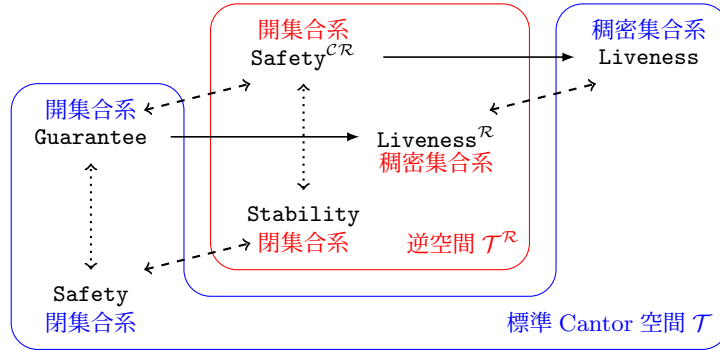 開集合系
Safety^{𝒞ℛ}
稠密集合系
Liveness
開集合系
Guarantee
Liveness^ℛ
稠密集合系
Stability
閉集合系
逆空間 𝒯^ℛ
Safety
閉集合系
標準 Cantor 空間 𝒯